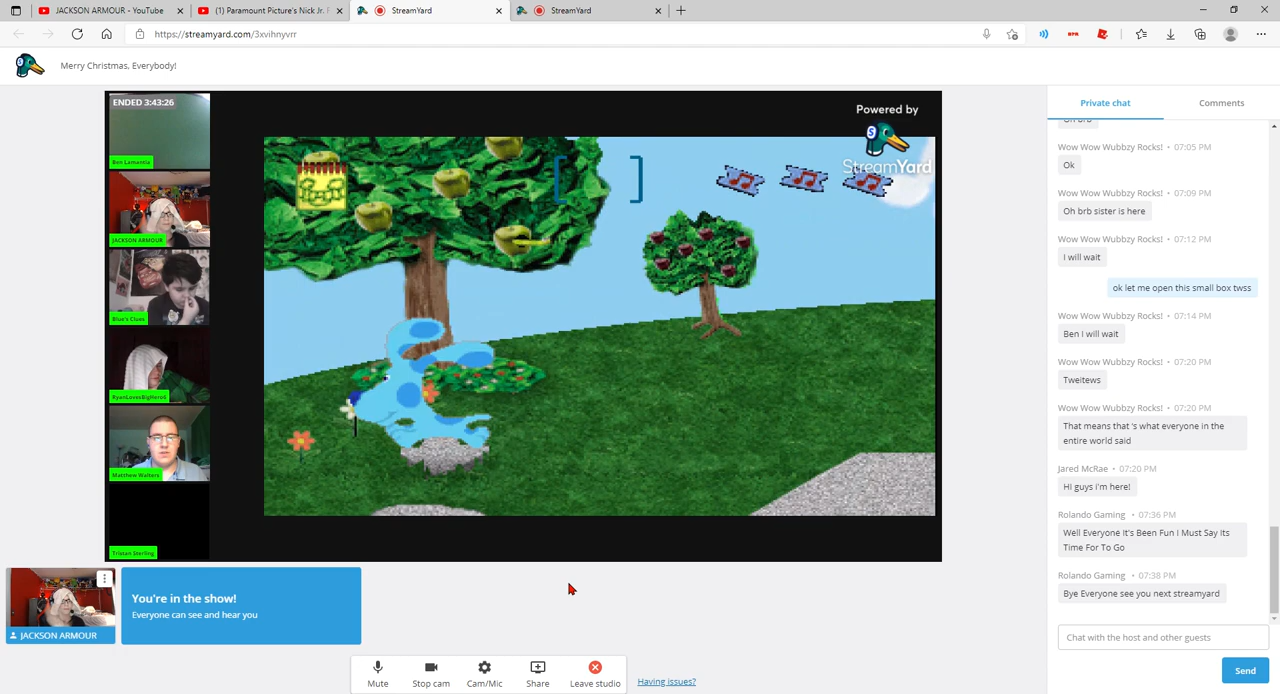 JACKSON ARMOUR - YouTube
(1) Paramount Picture's Nick Jr. F
StreamYard
StreamYard
https://streamyard.com/3xvihnyvrr
Merry Christmas, Everybody!
ENDED 3:43:26
Ben Lamantia
JACKSON ARMOUR
Blue's Clues
RyanLovesBigHero6
Matthew Walters
Tristan Sterling
Powered by
StreamYard
JACKSON ARMOUR
You're in the show!
Everyone can see and hear you
Mute
Stop cam
Cam/Mic
Share
Leave studio
Having issues?
Private chat
Comments
Wow Wow Wubbzy Rocks! • 07:05 PM
Ok
Wow Wow Wubbzy Rocks! • 07:09 PM
Oh brb sister is here
Wow Wow Wubbzy Rocks! • 07:12 PM
I will wait
ok let me open this small box twss
Wow Wow Wubbzy Rocks! • 07:14 PM
Ben I will wait
Wow Wow Wubbzy Rocks! • 07:20 PM
Tweitews
Wow Wow Wubbzy Rocks! • 07:20 PM
That means that 's what everyone in the
entire world said
Jared McRae • 07:20 PM
Hi guys i'm here!
Rolando Gaming • 07:36 PM
Well Everyone It's Been Fun I Must Say its
Time For To Go
Rolando Gaming • 07:38 PM
Bye Everyone see you next streamyard
Chat with the host and other guests
Send